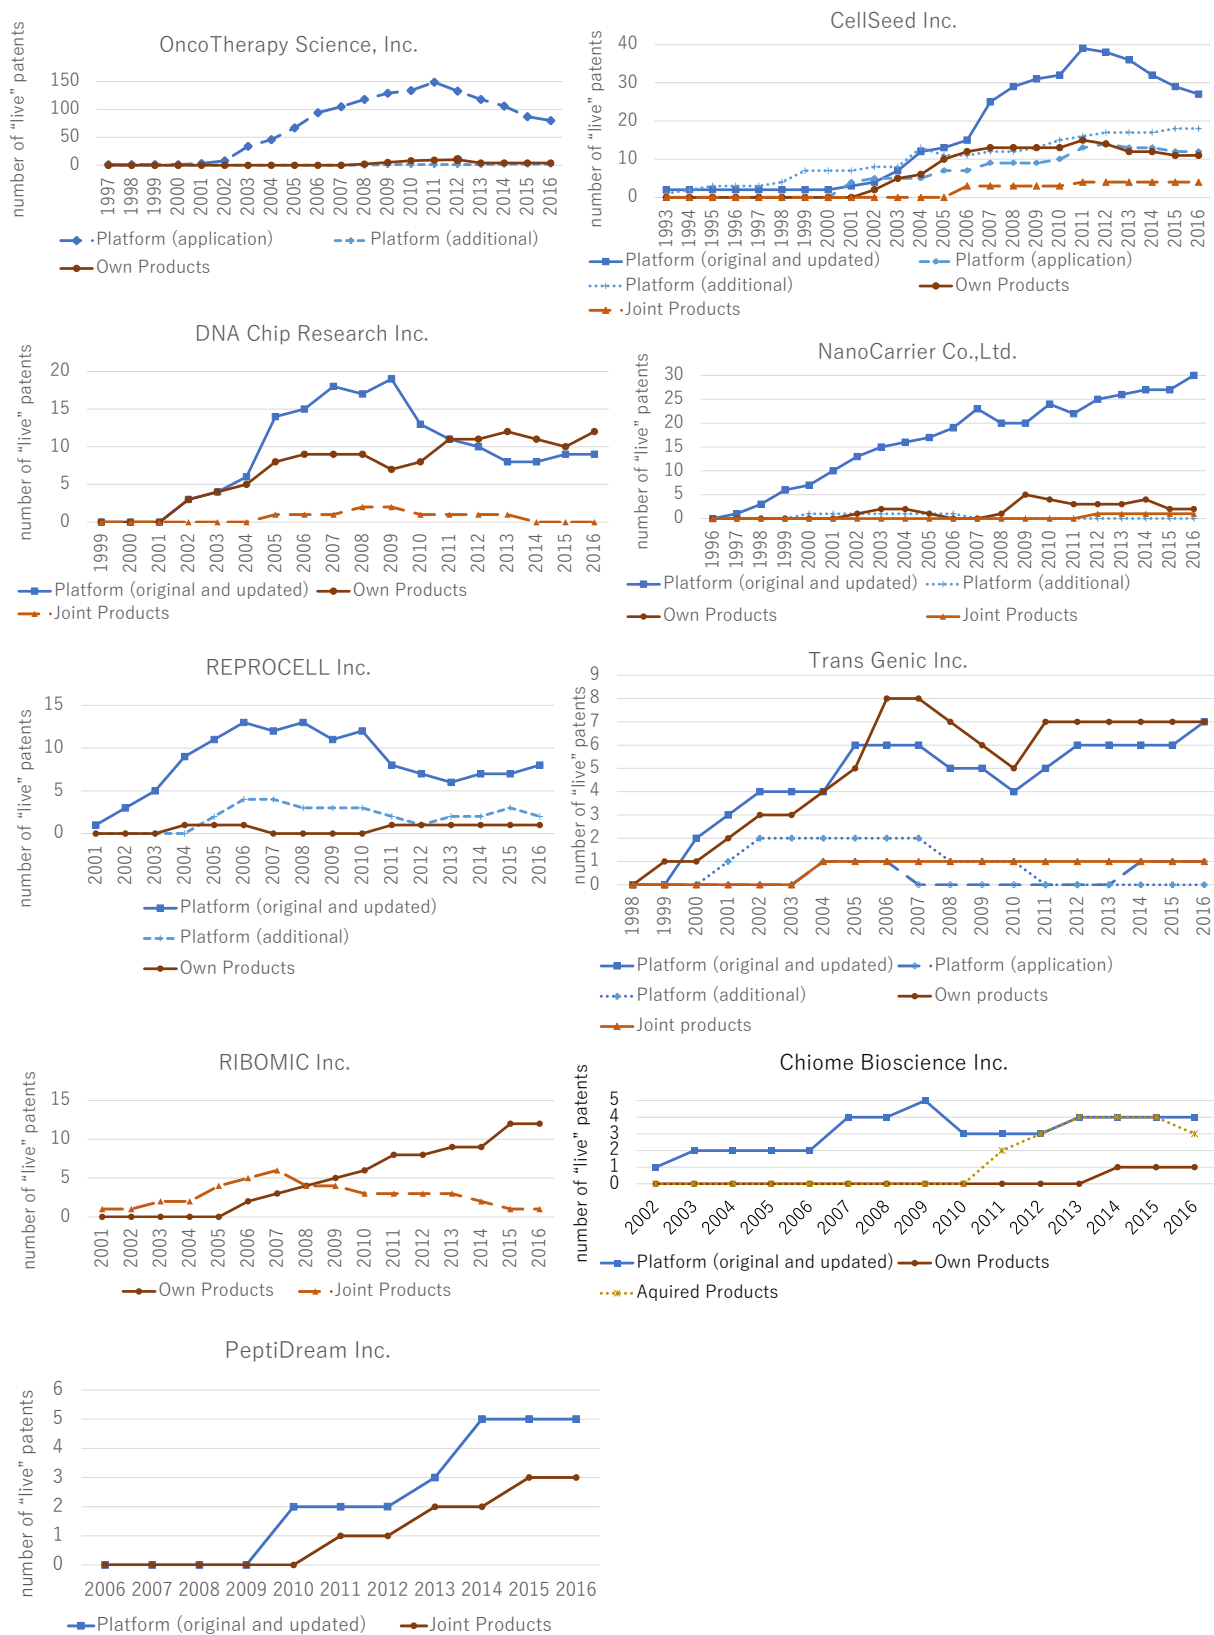 OncoTherapy Science, Inc.
number of “live” patents
150
100
50
0
1997 1998 1999 2000 2001 2002 2003 2004 2005 2006 2007 2008 2009 2010 2011 2012 2013 2014 2015 2016
Platform (application) Platform (additional)
Own Products
CellSeed Inc.
number of “live” patents
40
30
20
10
0
1993 1994 1995 1996 1997 1998 1999 2000 2001 2002 2003 2004 2005 2006 2007 2008 2009 2010 2011 2012 2013 2014 2015 2016
Platform (original and updated) Platform (application)
Platform (additional) Own Products
Joint Products
DNA Chip Research Inc.
number of “live” patents
20
15
10
5
0
1999 2000 2001 2002 2003 2004 2005 2006 2007 2008 2009 2010 2011 2012 2013 2014 2015 2016
Platform (original and updated) Own Products
Joint Products
NanoCarrier Co.,Ltd.
number of “live” patents
30
25
20
15
10
5
0
1996 1997 1998 1999 2000 2001 2002 2003 2004 2005 2006 2007 2008 2009 2010 2011 2012 2013 2014 2015 2016
Platform (original and updated) Platform (additional)
Own Products Joint Products
REPROCELL Inc.
number of “live” patents
15
10
5
0
2001 2002 2003 2004 2005 2006 2007 2008 2009 2010 2011 2012 2013 2014 2015 2016
Platform (original and updated)
Platform (additional)
Own Products
Trans Genic Inc.
number of “live” patents
9
8
7
6
5
4
3
2
1
0
1998 1999 2000 2001 2002 2003 2004 2005 2006 2007 2008 2009 2010 2011 2012 2013 2014 2015 2016
Platform (original and updated) Platform (application)
Platform (additional) Own products
Joint products
RIBOMIC Inc.
number of “live” patents
15
10
5
0
2001 2002 2003 2004 2005 2006 2007 2008 2009 2010 2011 2012 2013 2014 2015 2016
Own Products Joint Products
Chiome Bioscience Inc.
number of “live” patents
5
4
3
2
1
0
2002 2003 2004 2005 2006 2007 2008 2009 2010 2011 2012 2013 2014 2015 2016
Platform (original and updated) Own Products
Aquired Products
PeptiDream Inc.
number of “live” patents
6
5
4
3
2
1
0
2006 2007 2008 2009 2010 2011 2012 2013 2014 2015 2016
Platform (original and updated) Joint Products